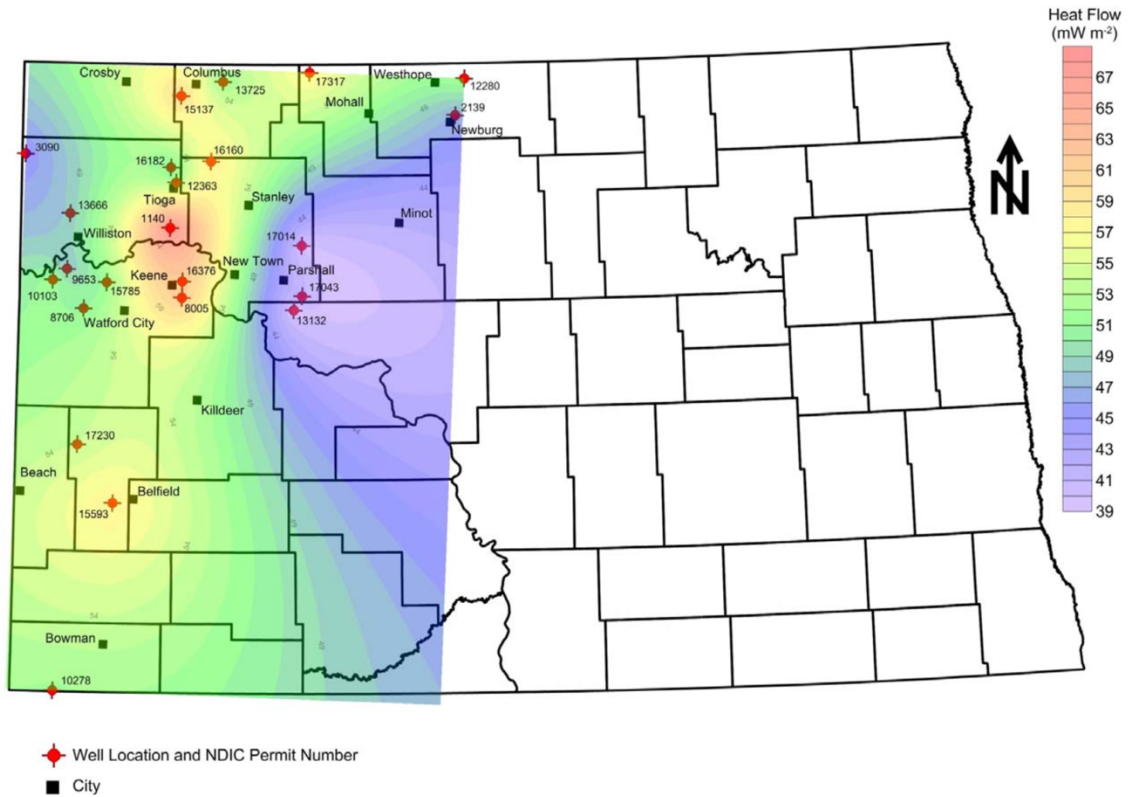 Heat Flow
(mW m⁻²)
Crosby
Columbus
13725
17317
Westhope
12280
67
15137
Mohall
2139
Newburg
65
63
3090
16182
16160
61
12363
Tioga
Stanley
59
13666
1140
Minot
57
Williston
17014
55
9653
Keene
16376
New Town
Parshall
53
10103
15785
17043
51
8706
Watford City
8005
13132
49
47
Killdeer
45
17230
43
Beach
41
15593
Belfield
39
N
Bowman
10278
Well Location and NDIC Permit Number
City